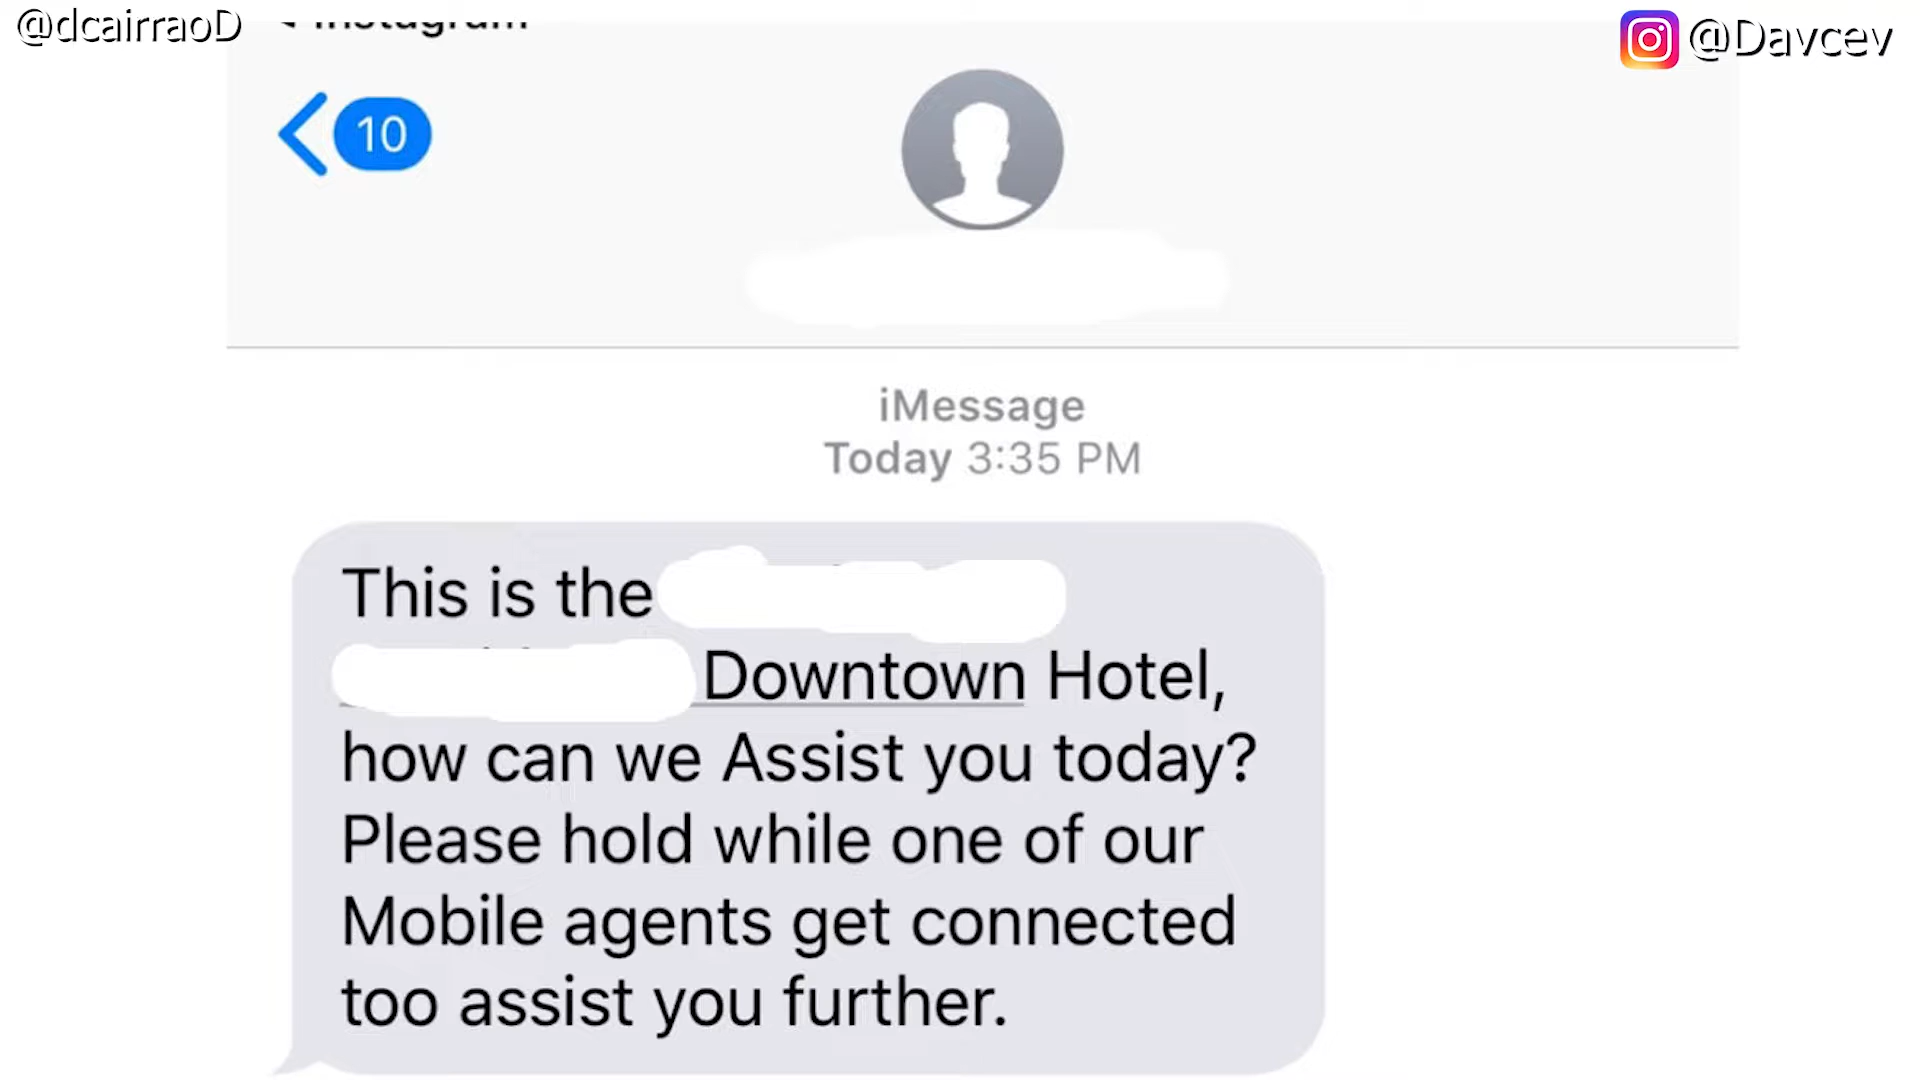 @dcairraoD
Instagram
@Davcev
10
iMessage
Today 3:35 PM
This is the
Downtown Hotel,
how can we Assist you today?
Please hold while one of our
Mobile agents get connected
too assist you further.